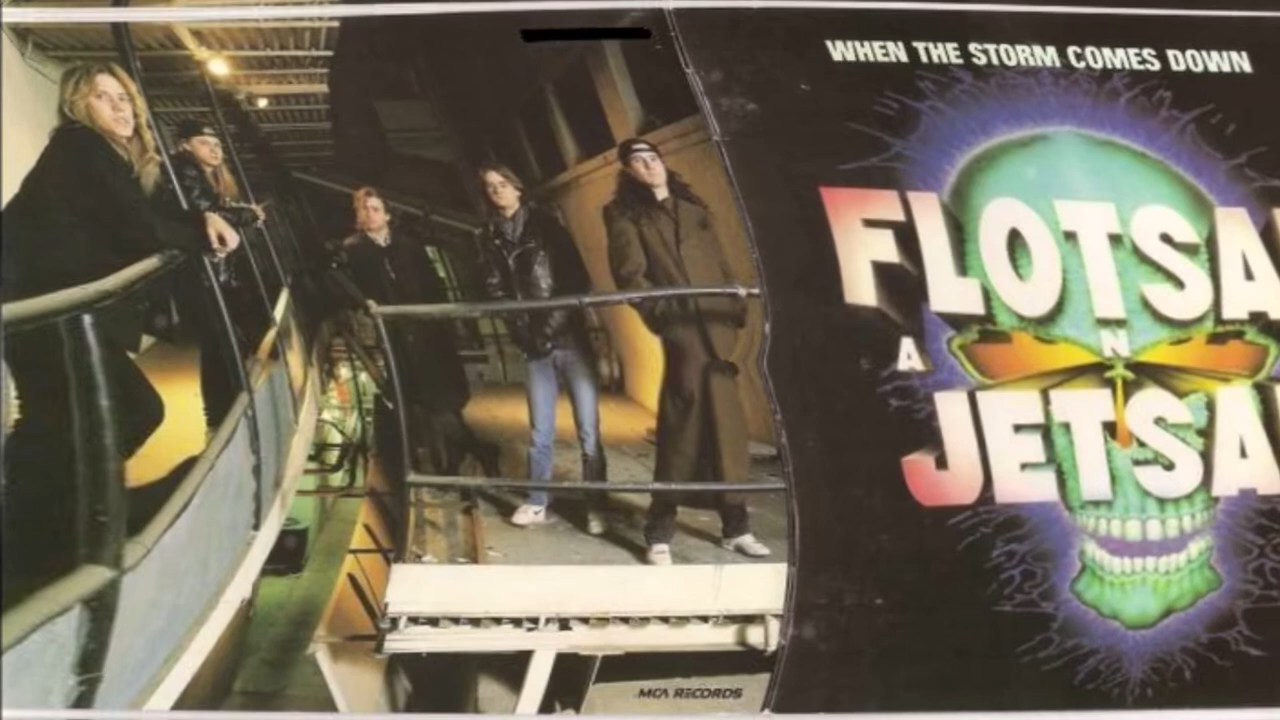 WHEN THE STORM COMES DOWN
FLOTSA
A N
JETSA
MCA RECORDS